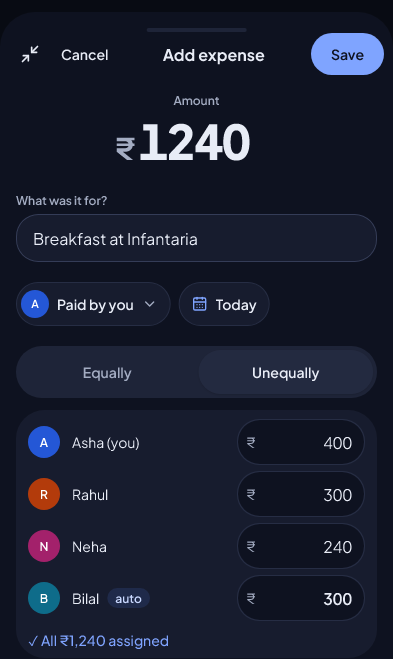 Cancel Add expense Save
Amount
₹1240
What was it for?
Breakfast at Infantaria
A Paid by you Today
Equally Unequally
A Asha (you) ₹ 400
R Rahul ₹ 300
N Neha ₹ 240
B Bilal auto ₹ 300
✓ All ₹1,240 assigned